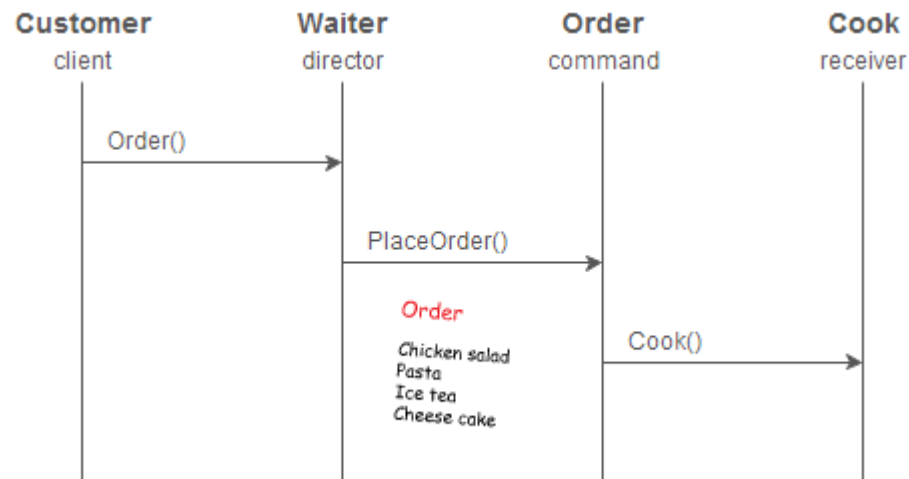 Customer Waiter Order Cook
client director command receiver
Order()
PlaceOrder()
Order
Chicken salad
Pasta
Ice tea
Cheese cake
Cook()